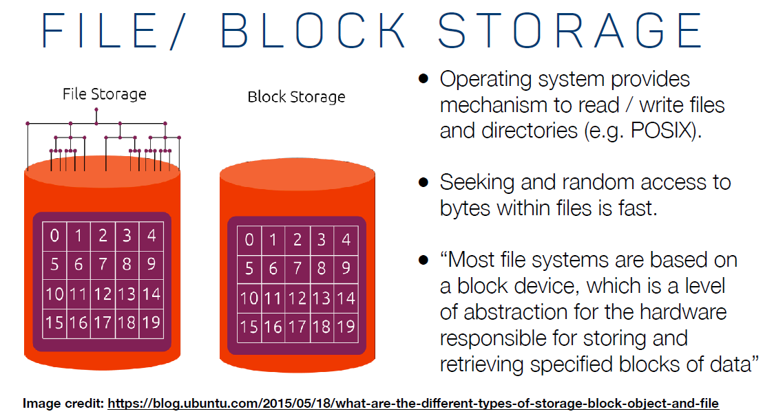 FILE/ BLOCK STORAGE
File Storage
0 1 2 3 4
5 6 7 8 9
10 11 12 13 14
15 16 17 18 19
Block Storage
0 1 2 3 4
5 6 7 8 9
10 11 12 13 14
15 16 17 18 19
● Operating system provides
mechanism to read / write files
and directories (e.g. POSIX).
● Seeking and random access to
bytes within files is fast.
● “Most file systems are based on
a block device, which is a level
of abstraction for the hardware
responsible for storing and
retrieving specified blocks of data”
Image credit: https://blog.ubuntu.com/2015/05/18/what-are-the-different-types-of-storage-block-object-and-file